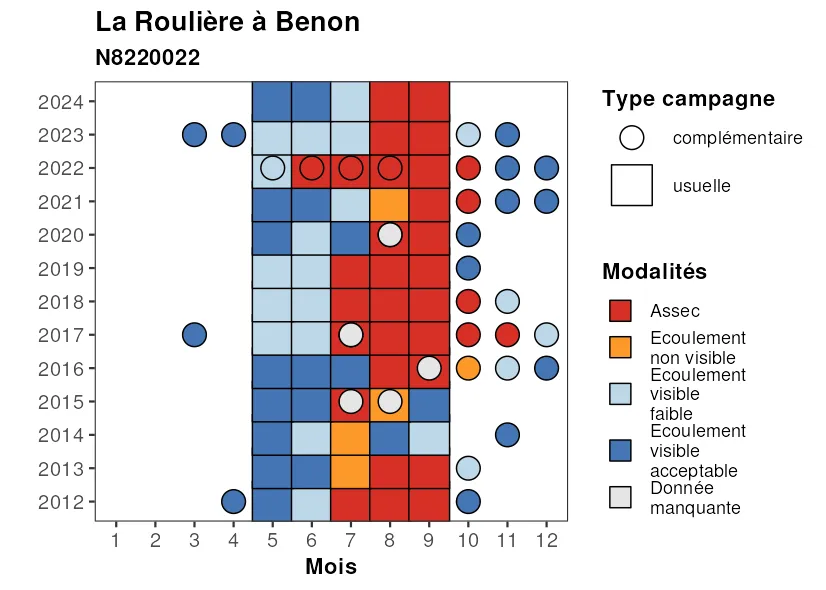 La Roulière à Benon
N8220022
2024
2023
2022
2021
2020
2019
2018
2017
2016
2015
2014
2013
2012
1 2 3 4 5 6 7 8 9 10 11 12
Mois
Type campagne
complémentaire
usuelle
Modalités
Assec
Ecoulement
non visible
Ecoulement
visible
faible
Ecoulement
visible
acceptable
Donnée
manquante